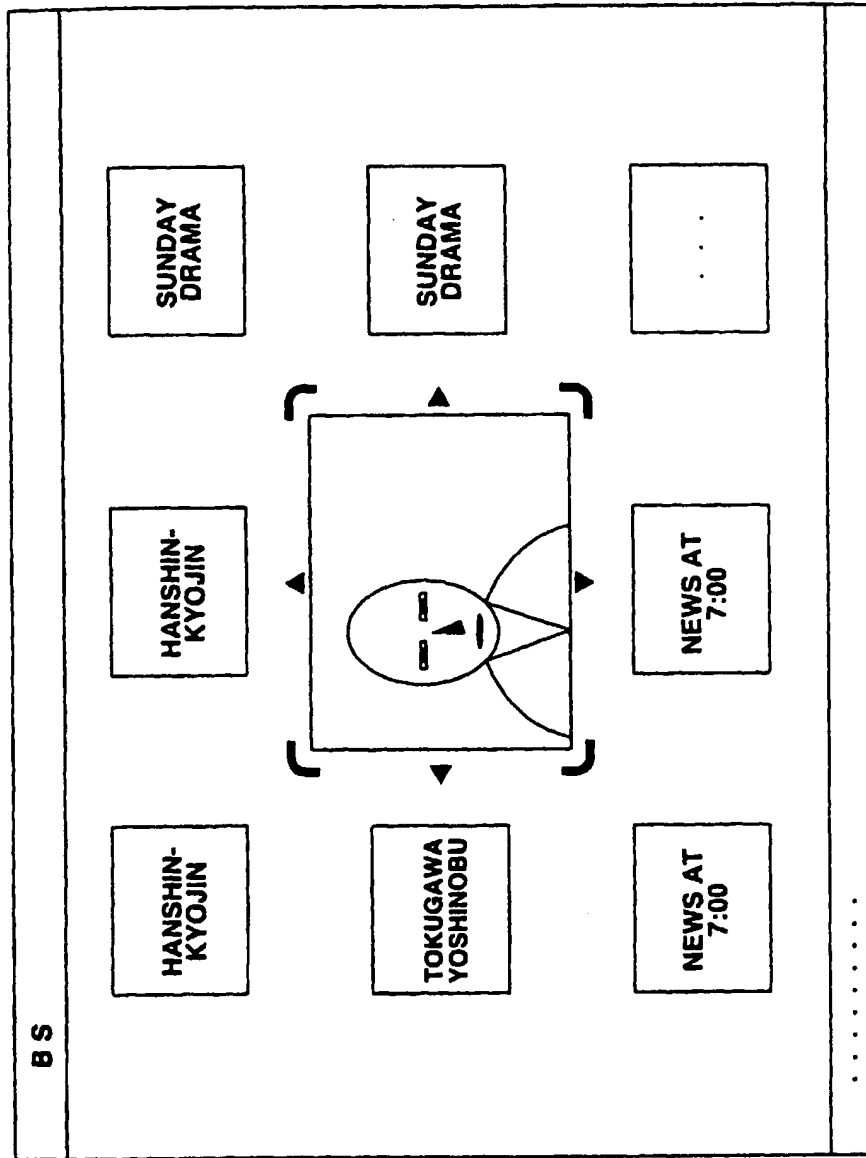 BS
HANSHIN-
KYOJIN
HANSHIN-
KYOJIN
SUNDAY
DRAMA
TOKUGAWA
YOSHINOBU
SUNDAY
DRAMA
NEWS AT
7:00
NEWS AT
7:00
. . .
. . . . . . . . . .